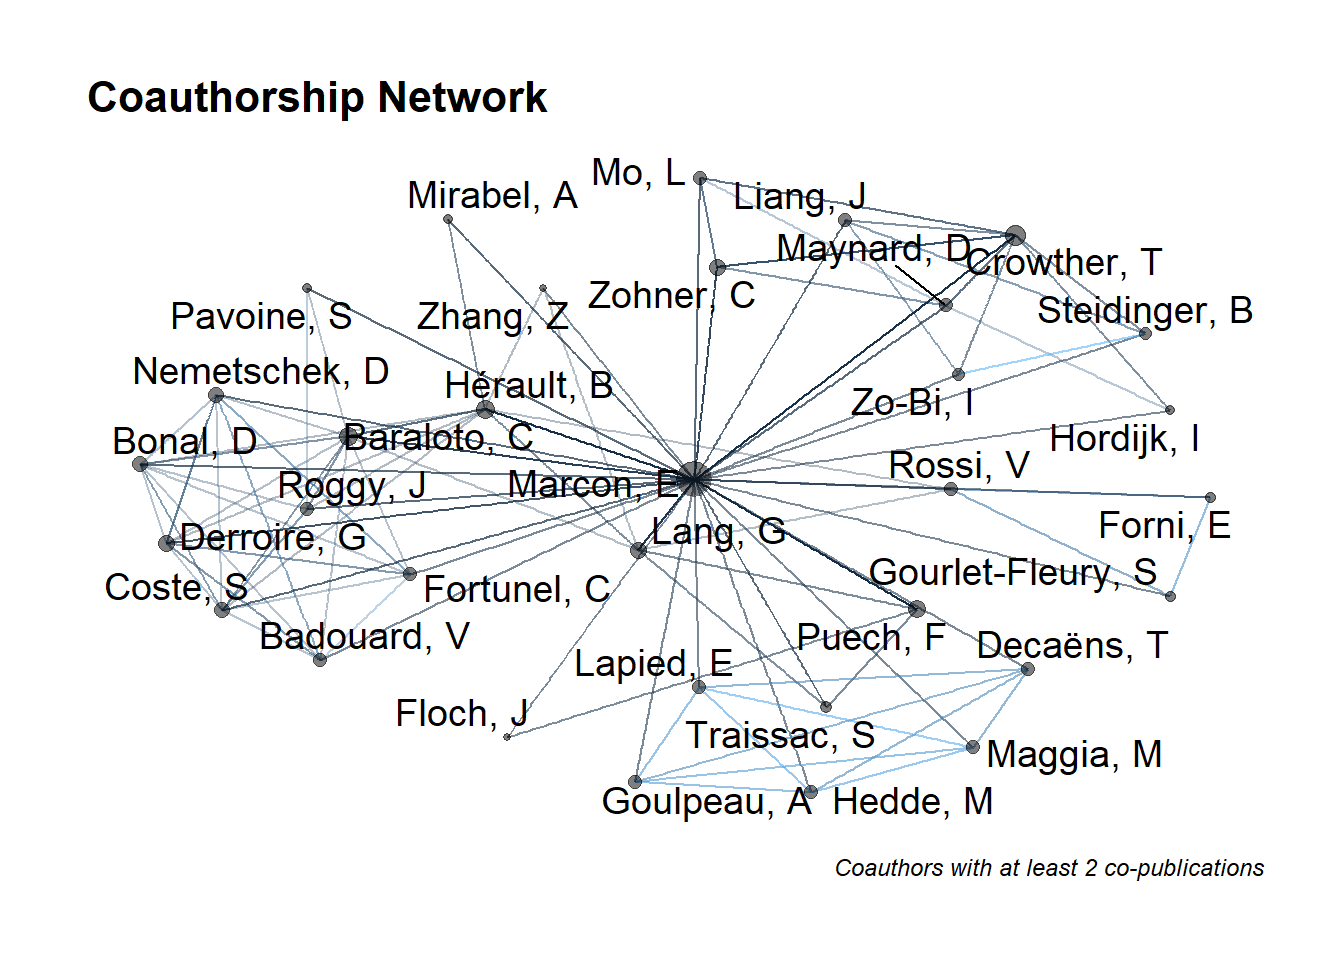 Coauthorship Network
Mo, L
Mirabel, A
Liang, J
Maynard, D
Crowther, T
Zohner, C
Steidinger, B
Pavoine, S
Zhang, Z
Nemetschek, D
Hérault, B
Zo-Bi, I
Bonal, D
Baraloto, C
Hordijk, I
Rossi, V
Roggy, J
Marcon, E
Forni, E
Derroire, G
Lang, G
Gourlet-Fleury, S
Coste, S
Fortunel, C
Badouard, V
Puech, F
Decaëns, T
Lapied, E
Floch, J
Traissac, S
Maggia, M
Goulpeau, A
Hedde, M
Coauthors with at least 2 co-publications